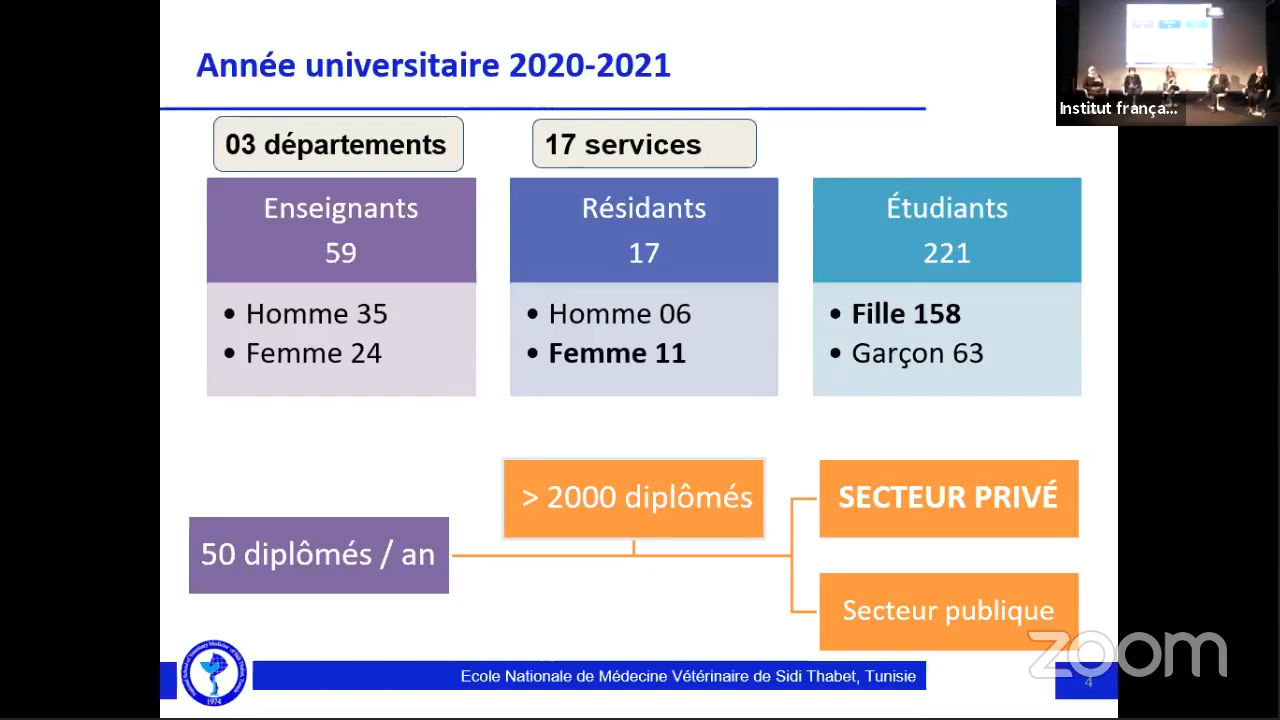 Année universitaire 2020-2021
Institut frança...
03 départements
17 services
Enseignants
59
• Homme 35
• Femme 24
Résidants
17
• Homme 06
• Femme 11
Étudiants
221
• Fille 158
• Garçon 63
50 diplômés / an
> 2000 diplômés
SECTEUR PRIVÉ
Secteur publique
1974
Ecole Nationale de Médecine Vétérinaire de Sidi Thabet, Tunisie
zoom
4